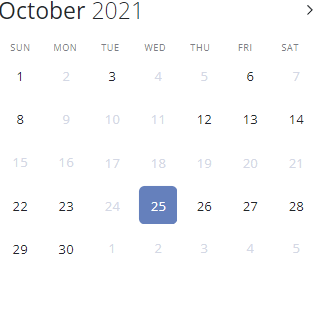 October 2021
SUN MON TUE WED THU FRI SAT
1 2 3 4 5 6 7
8 9 10 11 12 13 14
15 16 17 18 19 20 21
22 23 24 25 26 27 28
29 30 1 2 3 4 5